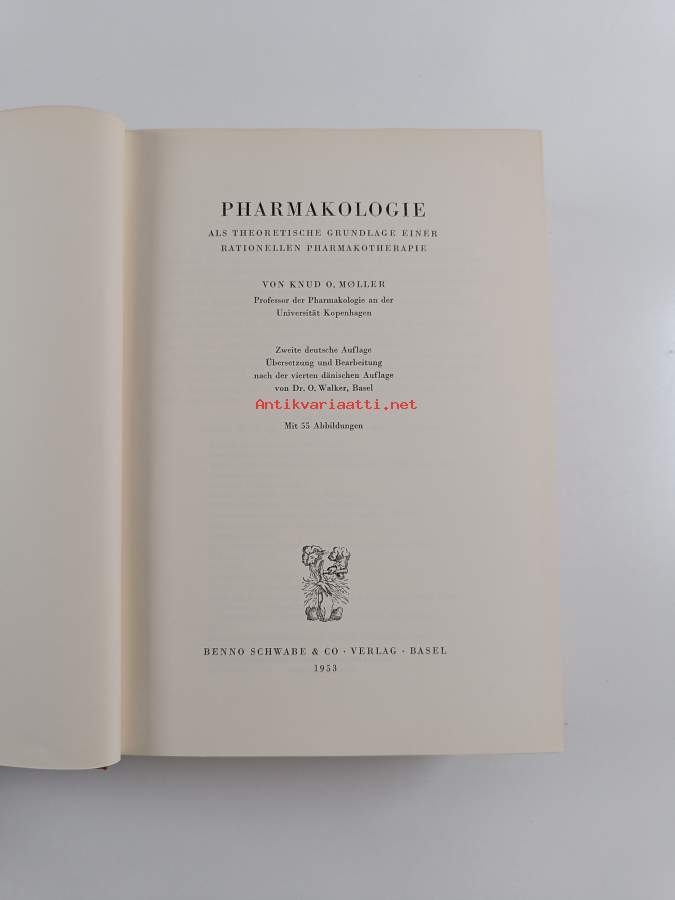 PHARMAKOLOGIE
ALS THEORETISCHE GRUNDLAGE EINER
RATIONELLEN PHARMAKOTHERAPIE
VON KNUD O. MØLLER
Professor der Pharmakologie an der
Universität Kopenhagen
Zweite deutsche Auflage
Übersetzung und Bearbeitung
nach der vierten dänischen Auflage
von Dr. O. Walker, Basel
Antikvariaatti.net
Mit 55 Abbildungen
BENNO SCHWABE & CO · VERLAG · BASEL
1953